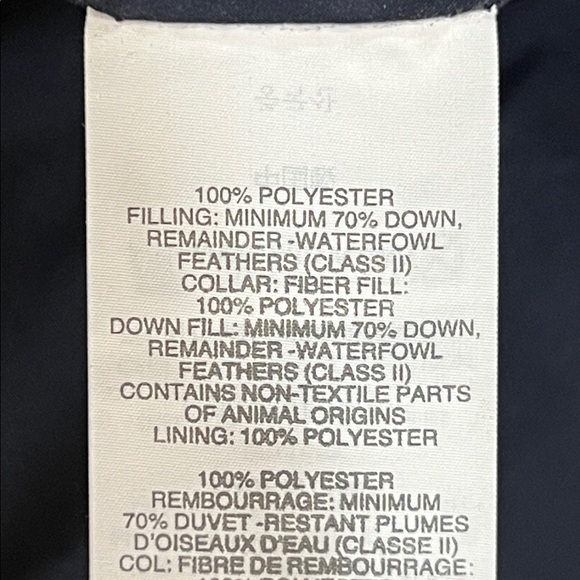 100% POLYESTER
FILLING: MINIMUM 70% DOWN,
REMAINDER -WATERFOWL
FEATHERS (CLASS II)
COLLAR: FIBER FILL:
100% POLYESTER
DOWN FILL: MINIMUM 70% DOWN,
REMAINDER -WATERFOWL
FEATHERS (CLASS II)
CONTAINS NON-TEXTILE PARTS
OF ANIMAL ORIGINS
LINING: 100% POLYESTER
100% POLYESTER
REMBOURRAGE: MINIMUM
70% DUVET -RESTANT PLUMES
D'OISEAUX D'EAU (CLASSE II)
COL: FIBRE DE REMBOURRAGE:
100% POLYESTER